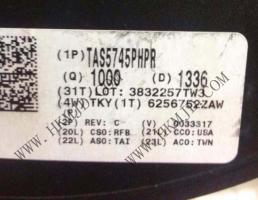 (1P) TAS5745PHPR
(Q) 1000 (D) 1336
(31T) LOT: 3832257TW3
(4W) TKY (1T) 6256752ZAW
(P)
(2P) REV: C (V) 0033317
(20L) CSO: RFB (21L) CCO: USA
(22L) ASO: TAI (23L) ACO: TWN